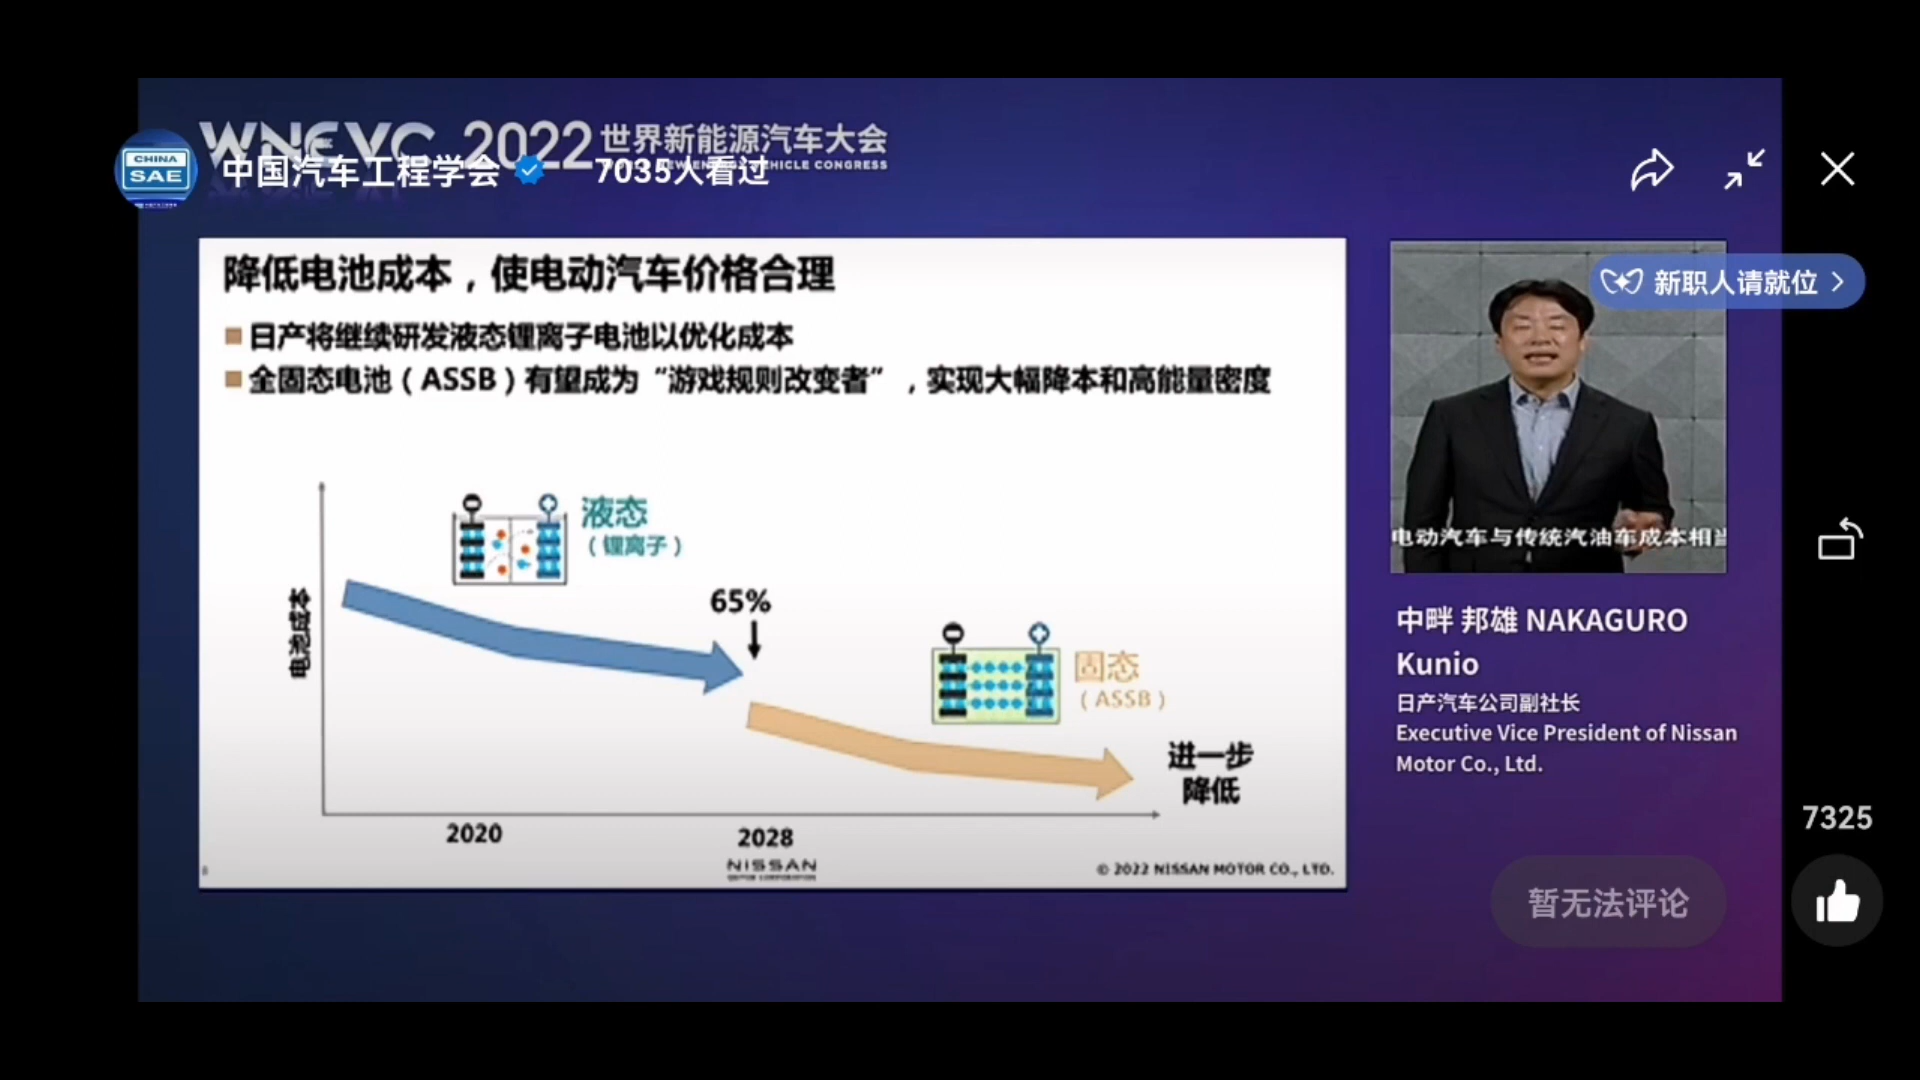 WNEVC 2022 世界新能源汽车大会
VEHICLE CONGRESS
CHINA
SAE
中国汽车工程学会
7035人看过
新职人请就位
降低电池成本，使电动汽车价格合理
日产将继续研发液态锂离子电池以优化成本
全固态电池（ASSB）有望成为“游戏规则改变者”，实现大幅降本和高能量密度
液态
（锂离子）
65%
电池成本
固态
（ASSB）
进一步
降低
2020
2028
NISSAN
© 2022 NISSAN MOTOR CO., LTD.
电动汽车与传统汽油车成本相当
中畔 邦雄 NAKAGURO
Kunio
日产汽车公司副社长
Executive Vice President of Nissan
Motor Co., Ltd.
7325
暂无法评论